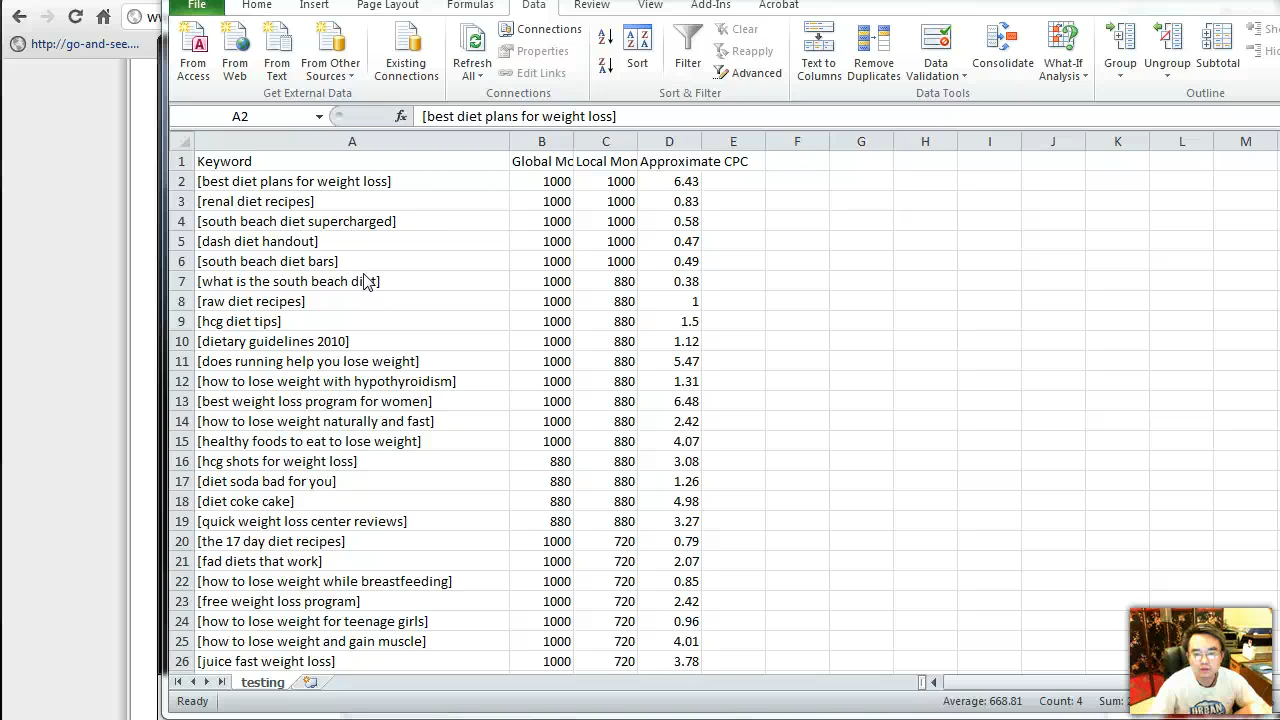 File Home Insert Page Layout Formulas Data Review View Add-Ins Acrobat
http://go-and-see....
From Access
From Web
From Text
From Other Sources
Existing Connections
Refresh All
Connections
Properties
Edit Links
Sort
Filter
Clear
Reapply
Advanced
Text to Columns
Remove Duplicates
Data Validation
Consolidate
What-If Analysis
Group
Ungroup
Subtotal
Get External Data Connections Sort & Filter Data Tools Outline
A2 fx [best diet plans for weight loss]
A B C D E F G H I J K L M
1 Keyword Global Mo Local Mon Approximate CPC
2 [best diet plans for weight loss] 1000 1000 6.43
3 [renal diet recipes] 1000 1000 0.83
4 [south beach diet supercharged] 1000 1000 0.58
5 [dash diet handout] 1000 1000 0.47
6 [south beach diet bars] 1000 1000 0.49
7 [what is the south beach diet] 1000 880 0.38
8 [raw diet recipes] 1000 880 1
9 [hcg diet tips] 1000 880 1.5
10 [dietary guidelines 2010] 1000 880 1.12
11 [does running help you lose weight] 1000 880 5.47
12 [how to lose weight with hypothyroidism] 1000 880 1.31
13 [best weight loss program for women] 1000 880 6.48
14 [how to lose weight naturally and fast] 1000 880 2.42
15 [healthy foods to eat to lose weight] 1000 880 4.07
16 [hcg shots for weight loss] 880 880 3.08
17 [diet soda bad for you] 880 880 1.26
18 [diet coke cake] 880 880 4.98
19 [quick weight loss center reviews] 880 880 3.27
20 [the 17 day diet recipes] 1000 720 0.79
21 [fad diets that work] 1000 720 2.07
22 [how to lose weight while breastfeeding] 1000 720 0.85
23 [free weight loss program] 1000 720 2.42
24 [how to lose weight for teenage girls] 1000 720 0.96
25 [how to lose weight and gain muscle] 1000 720 4.01
26 [juice fast weight loss] 1000 720 3.78
testing
Ready Average: 668.81 Count: 4 Sum:
URBAN